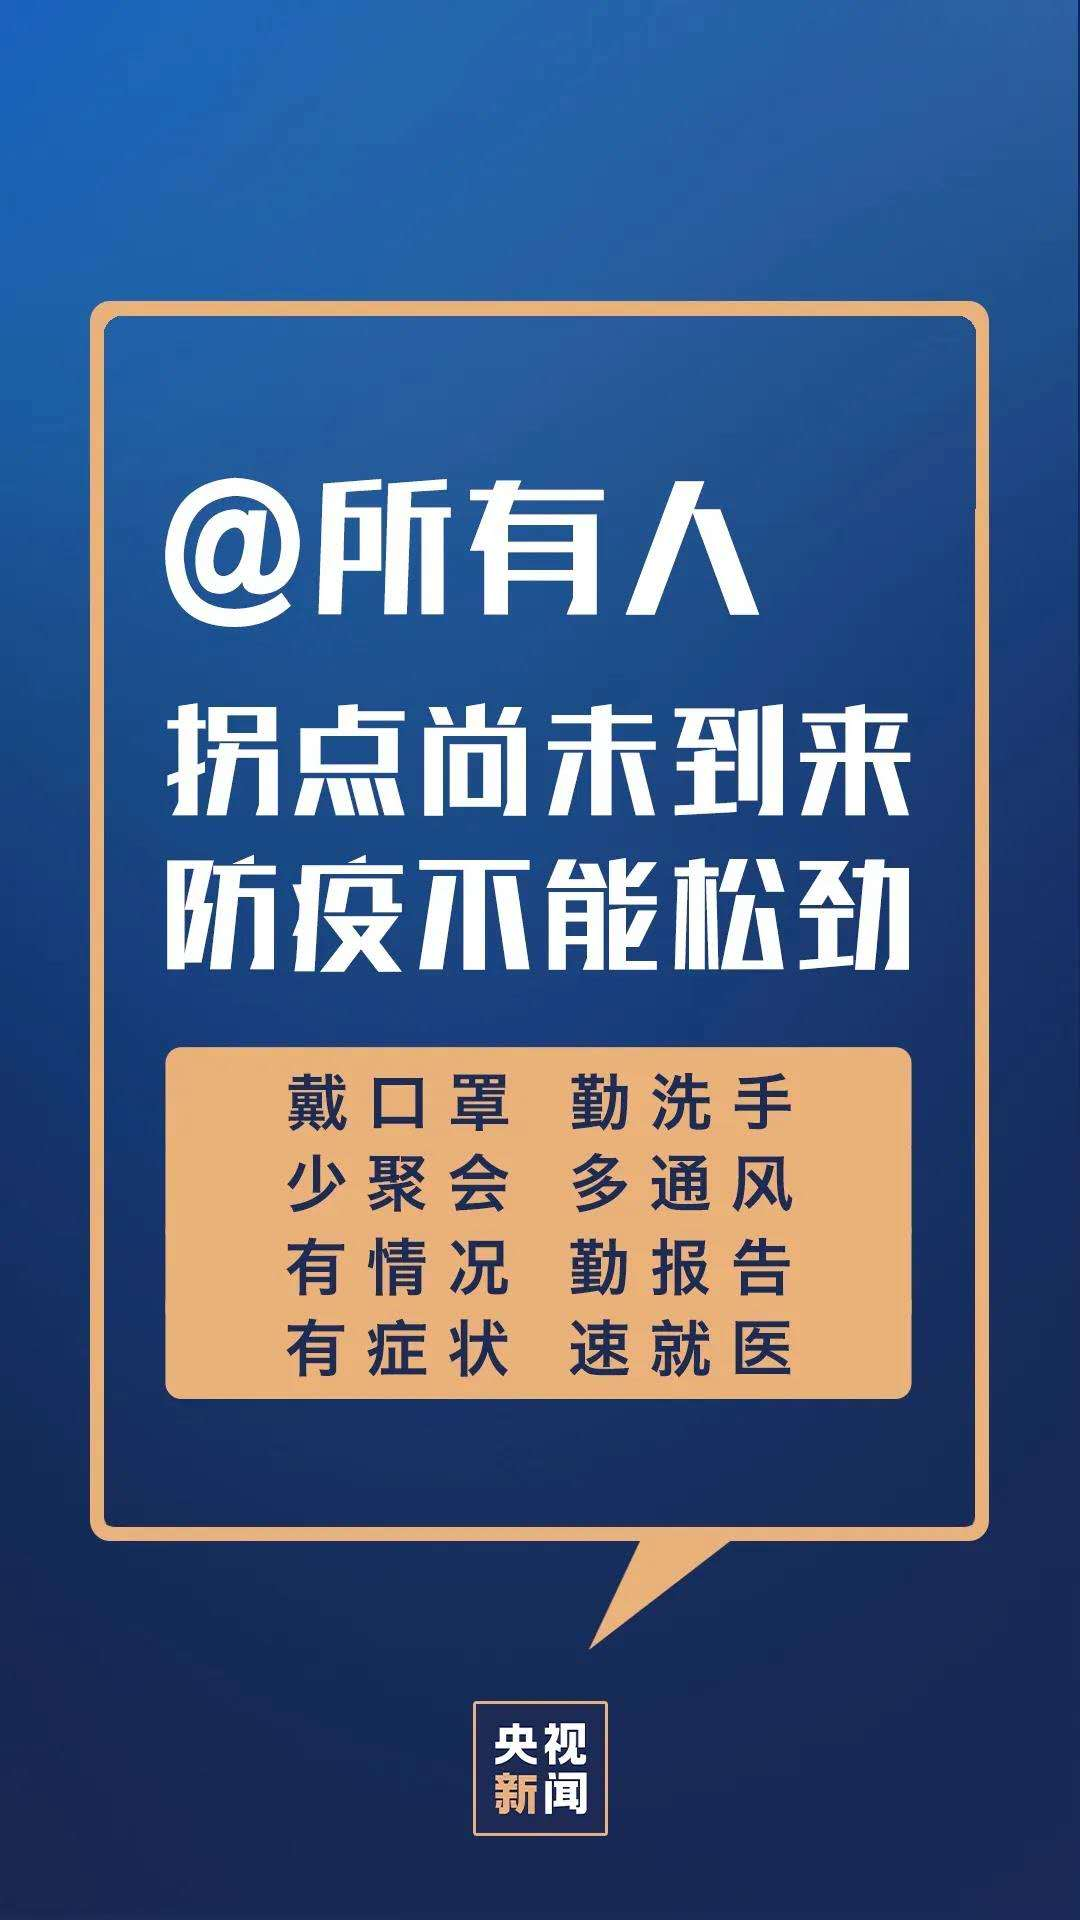 @所有人
拐点尚未到来
防疫不能松劲
戴口罩 勤洗手
少聚会 多通风
有情况 勤报告
有症状 速就医
央视
新闻